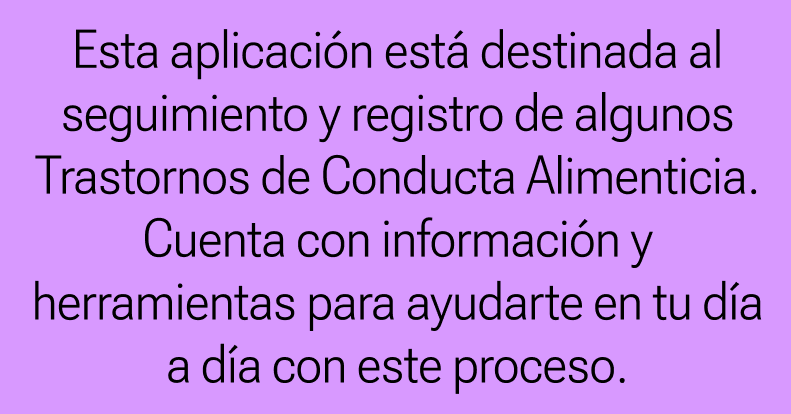 Esta aplicación está destinada al
seguimiento y registro de algunos
Trastornos de Conducta Alimenticia.
Cuenta con información y
herramientas para ayudarte en tu día
a día con este proceso.